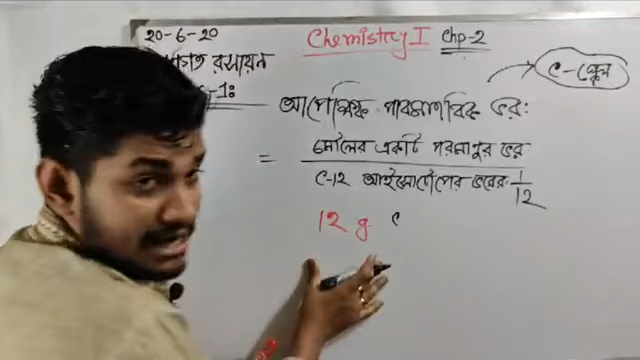 20-6-20
Chemistry I Chp-2
রসায়ন
-1ঃ
c-স্কেল
আপেক্ষিক পারমাণবিক ভর:
= মৌলের একটি পরমাণুর ভর
c-12 আইসোটোপের ভরের 1/12
12 g c